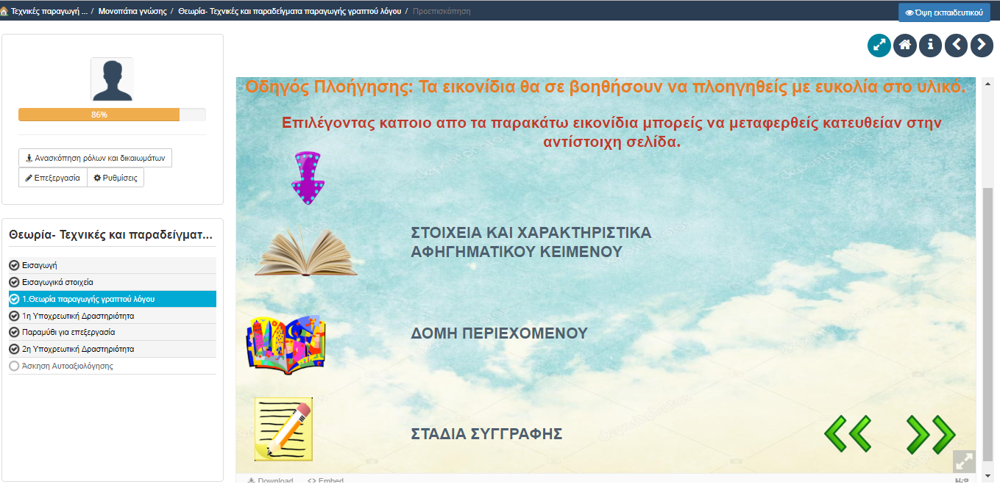 Τεχνικές παραγωγή ... / Μονοπάτια γνώσης / Θεωρία- Τεχνικές και παραδείγματα παραγωγής γραπτού λόγου / Προεπισκόπηση
Όψη εκπαιδευτικού
86%
Ανασκόπηση ρόλων και δικαιωμάτων
Επεξεργασία
Ρυθμίσεις
Θεωρία- Τεχνικές και παραδείγματ...
Εισαγωγή
Εισαγωγικά στοιχεία
1.Θεωρία παραγωγής γραπτού λόγου
1η Υποχρεωτική Δραστηριότητα
Παραμύθι για επεξεργασία
2η Υποχρεωτική Δραστηριότητα
Άσκηση Αυτοαξιολόγησης
Οδηγός Πλοήγησης: Τα εικονίδια θα σε βοηθήσουν να πλοηγηθείς με ευκολία στο υλικό.
Επιλέγοντας καποιο απο τα παρακάτω εικονίδια μπορείς να μεταφερθείς κατευθείαν στην
αντίστοιχη σελίδα.
ΣΤΟΙΧΕΙΑ ΚΑΙ ΧΑΡΑΚΤΗΡΙΣΤΙΚΑ
ΑΦΗΓΗΜΑΤΙΚΟΥ ΚΕΙΜΕΝΟΥ
ΔΟΜΗ ΠΕΡΙΕΧΟΜΕΝΟΥ
ΣΤΑΔΙΑ ΣΥΓΓΡΑΦΗΣ
Download
<> Embed
H-P